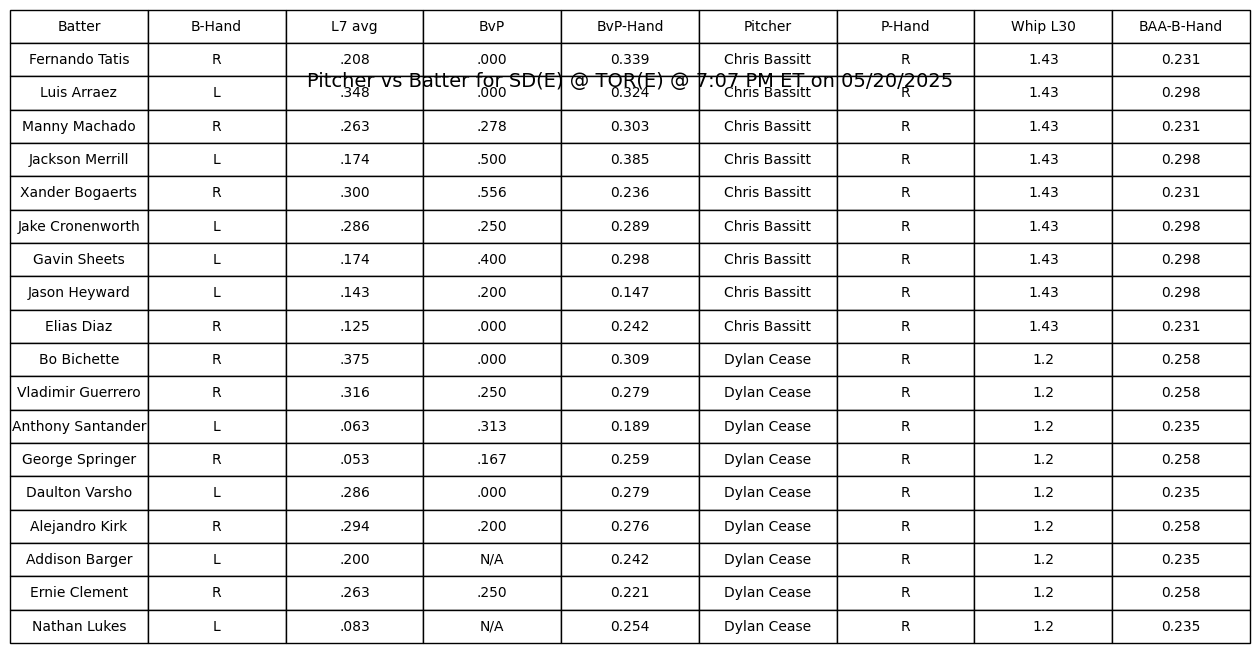 Batter B-Hand L7 avg BvP BvP-Hand Pitcher P-Hand Whip L30 BAA-B-Hand
Fernando Tatis R .208 .000 0.339 Chris Bassitt R 1.43 0.231
Pitcher vs Batter for SD(E) @ TOR(E) @ 7:07 PM ET on 05/20/2025
Luis Arraez L .348 .000 0.324 Chris Bassitt R 1.43 0.298
Manny Machado R .263 .278 0.303 Chris Bassitt R 1.43 0.231
Jackson Merrill L .174 .500 0.385 Chris Bassitt R 1.43 0.298
Xander Bogaerts R .300 .556 0.236 Chris Bassitt R 1.43 0.231
Jake Cronenworth L .286 .250 0.289 Chris Bassitt R 1.43 0.298
Gavin Sheets L .174 .400 0.298 Chris Bassitt R 1.43 0.298
Jason Heyward L .143 .200 0.147 Chris Bassitt R 1.43 0.298
Elias Diaz R .125 .000 0.242 Chris Bassitt R 1.43 0.231
Bo Bichette R .375 .000 0.309 Dylan Cease R 1.2 0.258
Vladimir Guerrero R .316 .250 0.279 Dylan Cease R 1.2 0.258
Anthony Santander L .063 .313 0.189 Dylan Cease R 1.2 0.235
George Springer R .053 .167 0.259 Dylan Cease R 1.2 0.258
Daulton Varsho L .286 .000 0.279 Dylan Cease R 1.2 0.235
Alejandro Kirk R .294 .200 0.276 Dylan Cease R 1.2 0.258
Addison Barger L .200 N/A 0.242 Dylan Cease R 1.2 0.235
Ernie Clement R .263 .250 0.221 Dylan Cease R 1.2 0.258
Nathan Lukes L .083 N/A 0.254 Dylan Cease R 1.2 0.235